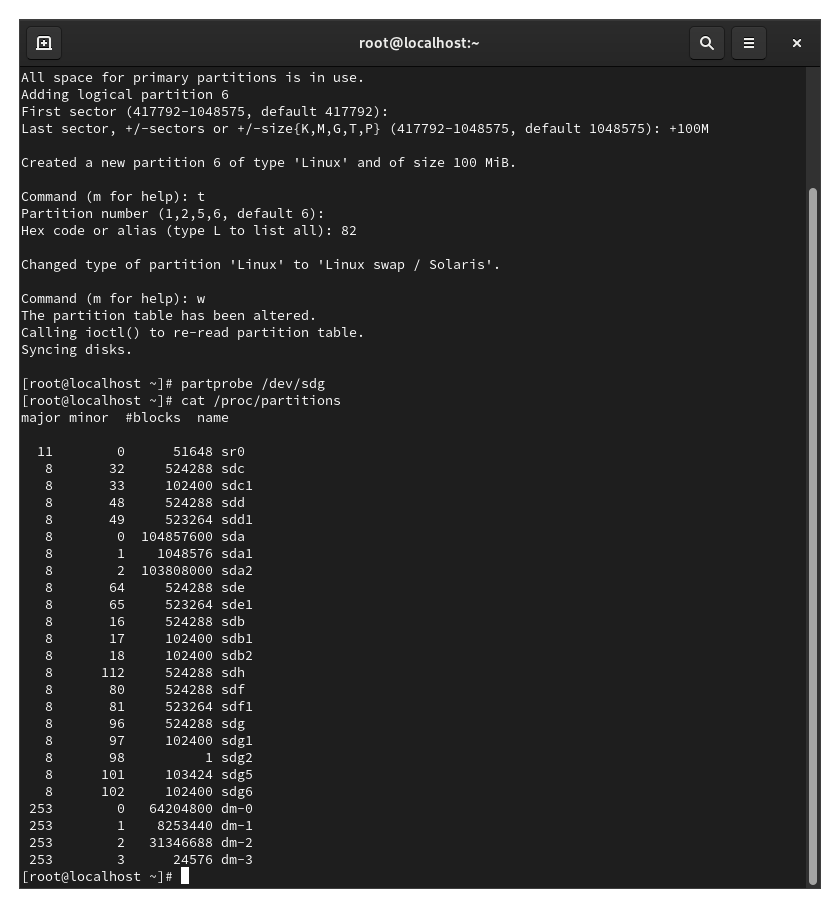 root@localhost:~
All space for primary partitions is in use.
Adding logical partition 6
First sector (417792-1048575, default 417792):
Last sector, +/-sectors or +/-size{K,M,G,T,P} (417792-1048575, default 1048575): +100M
Created a new partition 6 of type 'Linux' and of size 100 MiB.
Command (m for help): t
Partition number (1,2,5,6, default 6):
Hex code or alias (type L to list all): 82
Changed type of partition 'Linux' to 'Linux swap / Solaris'.
Command (m for help): w
The partition table has been altered.
Calling ioctl() to re-read partition table.
Syncing disks.
[root@localhost ~]# partprobe /dev/sdg
[root@localhost ~]# cat /proc/partitions
major minor  #blocks  name
  11        0      51648 sr0
   8       32     524288 sdc
   8       33     102400 sdc1
   8       48     524288 sdd
   8       49     523264 sdd1
   8        0  104857600 sda
   8        1    1048576 sda1
   8        2  103808000 sda2
   8       64     524288 sde
   8       65     523264 sde1
   8       16     524288 sdb
   8       17     102400 sdb1
   8       18     102400 sdb2
   8      112     524288 sdh
   8       80     524288 sdf
   8       81     523264 sdf1
   8       96     524288 sdg
   8       97     102400 sdg1
   8       98          1 sdg2
   8      101     103424 sdg5
   8      102     102400 sdg6
 253        0   64204800 dm-0
 253        1    8253440 dm-1
 253        2   31346688 dm-2
 253        3      24576 dm-3
[root@localhost ~]#